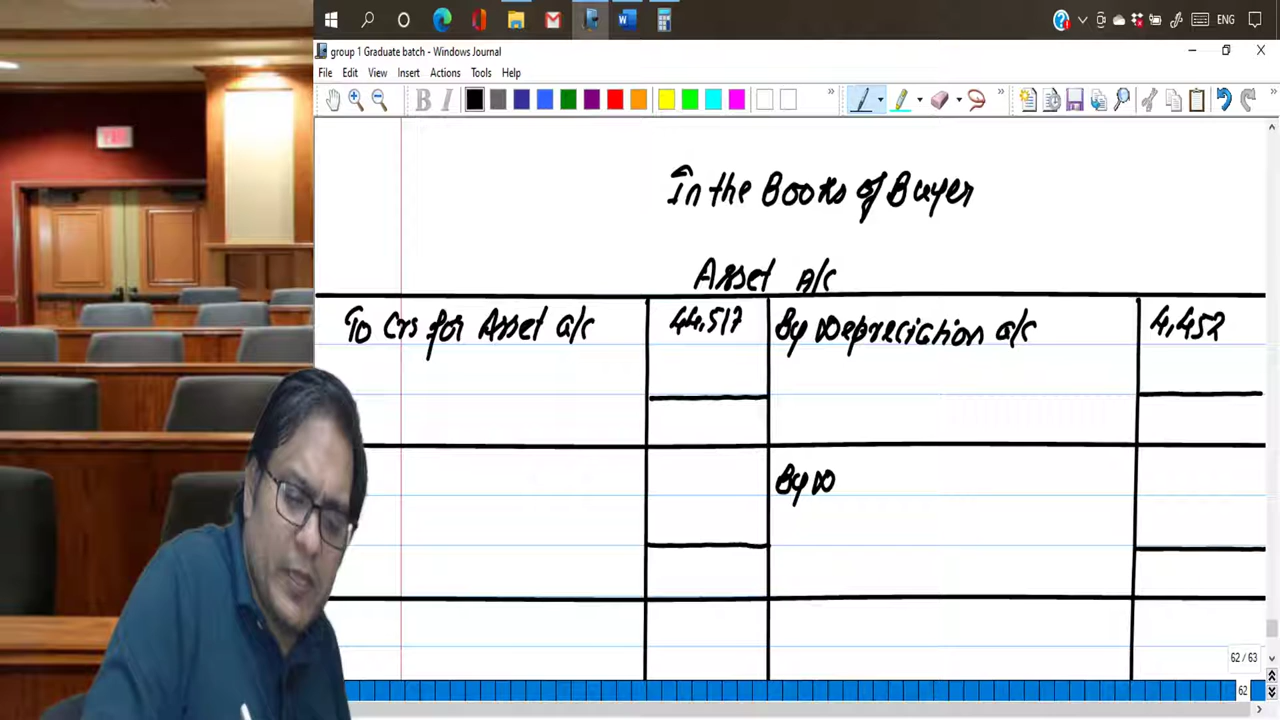 ENG
group 1 Graduate batch - Windows Journal
File Edit View Insert Actions Tools Help
In the Books of Buyer
Asset A/c
To Crs for Asset a/c 44,517 By Depreciation a/c 4,452
By D
62 / 63
62